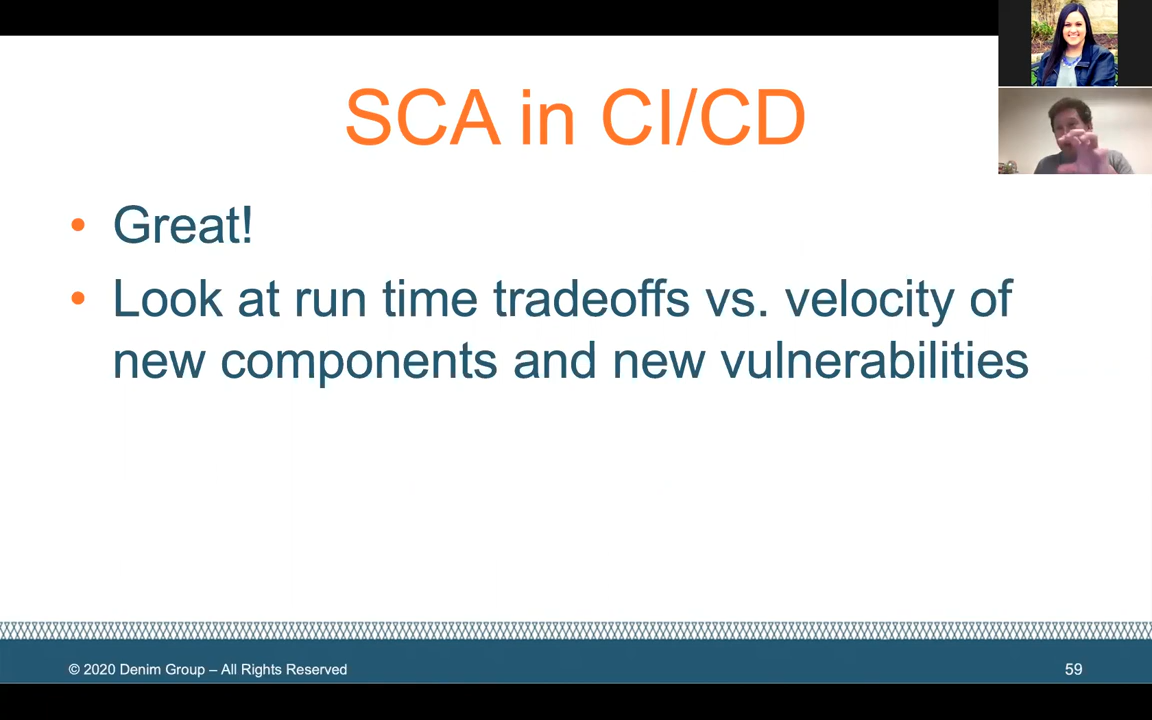 SCA in CI/CD
• Great!
• Look at run time tradeoffs vs. velocity of
new components and new vulnerabilities
© 2020 Denim Group – All Rights Reserved
59